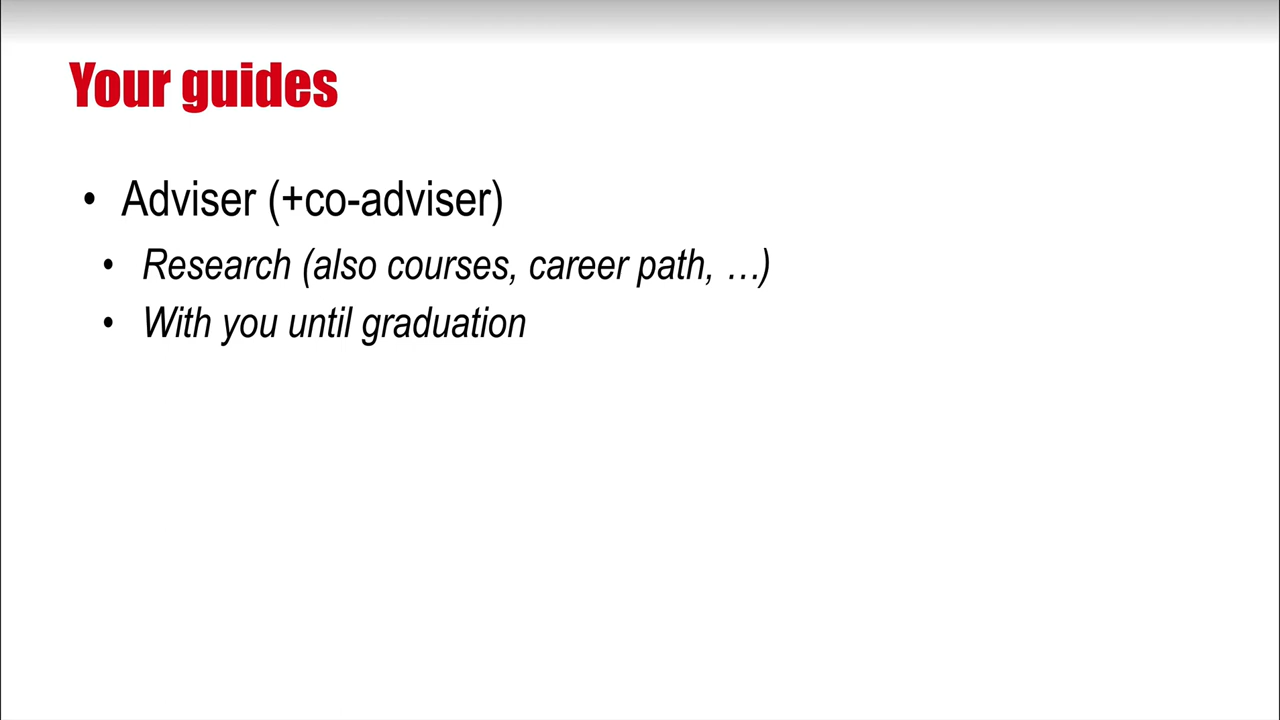 Your guides
• Adviser (+co-adviser)
• Research (also courses, career path, …)
• With you until graduation